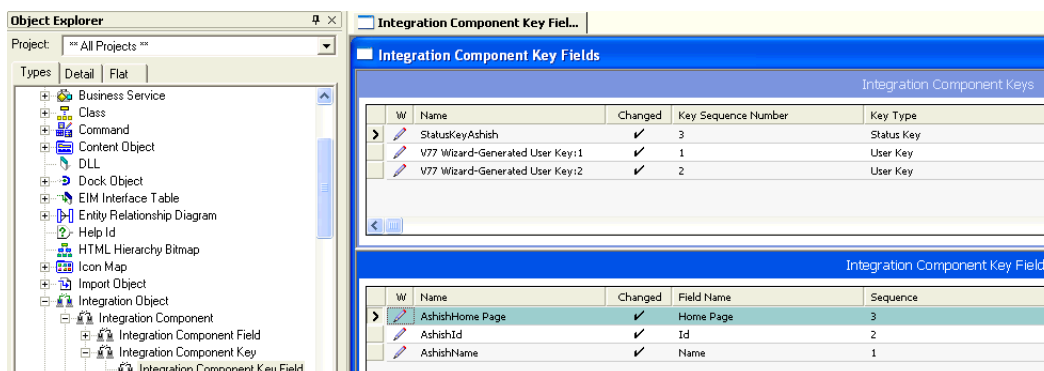 Object Explorer
Project: ** All Projects **
Types Detail Flat
Business Service
Class
Command
Content Object
DLL
Dock Object
EIM Interface Table
Entity Relationship Diagram
Help Id
HTML Hierarchy Bitmap
Icon Map
Import Object
Integration Object
Integration Component
Integration Component Field
Integration Component Key
Integration Component Key Field
Integration Component Key Fiel...
Integration Component Key Fields
Integration Component Keys
W Name Changed Key Sequence Number Key Type
StatusKeyAshish 3 Status Key
V77 Wizard-Generated User Key:1 1 User Key
V77 Wizard-Generated User Key:2 2 User Key
Integration Component Key Field
W Name Changed Field Name Sequence
AshishHome Page Home Page 3
AshishId Id 2
AshishName Name 1